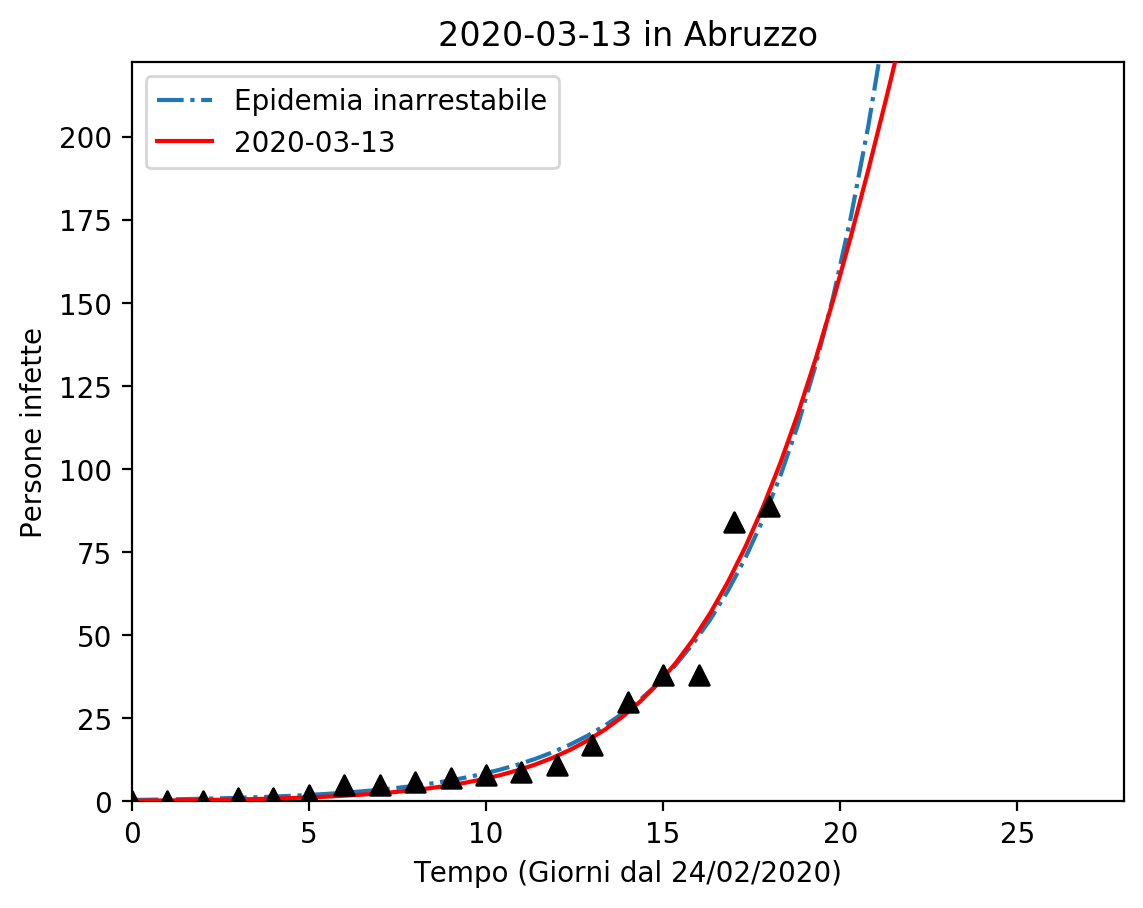 2020-03-13 in Abruzzo
Epidemia inarrestabile
2020-03-13
200
175
150
125
100
75
50
25
0
Persone infette
0 5 10 15 20 25
Tempo (Giorni dal 24/02/2020)